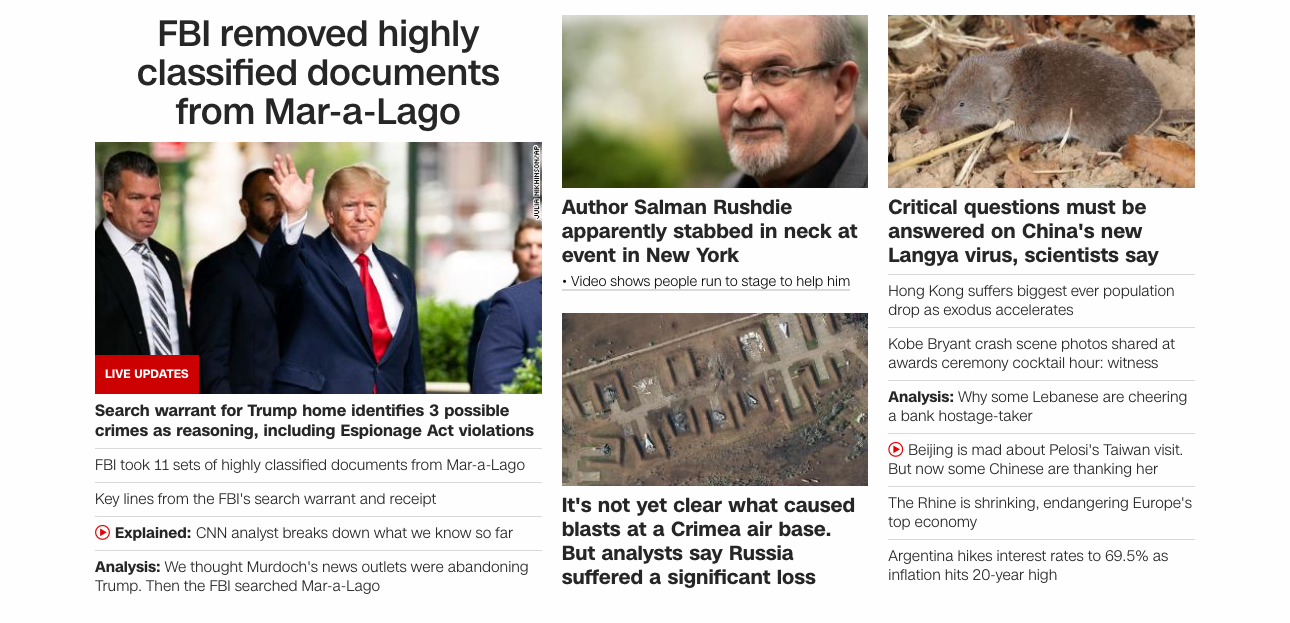 FBI removed highly
classified documents
from Mar-a-Lago
JULIA NIKHINSON/AP
LIVE UPDATES
Search warrant for Trump home identifies 3 possible
crimes as reasoning, including Espionage Act violations
FBI took 11 sets of highly classified documents from Mar-a-Lago
Key lines from the FBI's search warrant and receipt
Explained: CNN analyst breaks down what we know so far
Analysis: We thought Murdoch's news outlets were abandoning
Trump. Then the FBI searched Mar-a-Lago
Author Salman Rushdie
apparently stabbed in neck at
event in New York
• Video shows people run to stage to help him
It's not yet clear what caused
blasts at a Crimea air base.
But analysts say Russia
suffered a significant loss
Critical questions must be
answered on China's new
Langya virus, scientists say
Hong Kong suffers biggest ever population
drop as exodus accelerates
Kobe Bryant crash scene photos shared at
awards ceremony cocktail hour: witness
Analysis: Why some Lebanese are cheering
a bank hostage-taker
Beijing is mad about Pelosi's Taiwan visit.
But now some Chinese are thanking her
The Rhine is shrinking, endangering Europe's
top economy
Argentina hikes interest rates to 69.5% as
inflation hits 20-year high